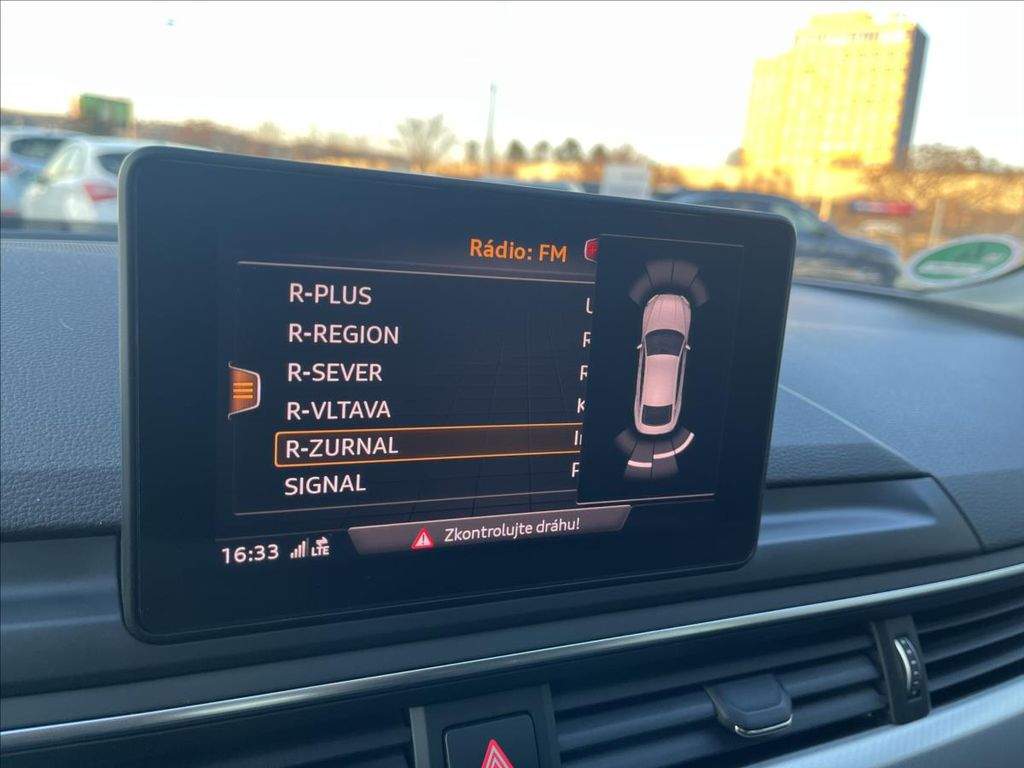 Rádio: FM
R-PLUS
R-REGION
R-SEVER
R-VLTAVA
R-ZURNAL
SIGNAL
Zkontrolujte dráhu!
16:33 LTE